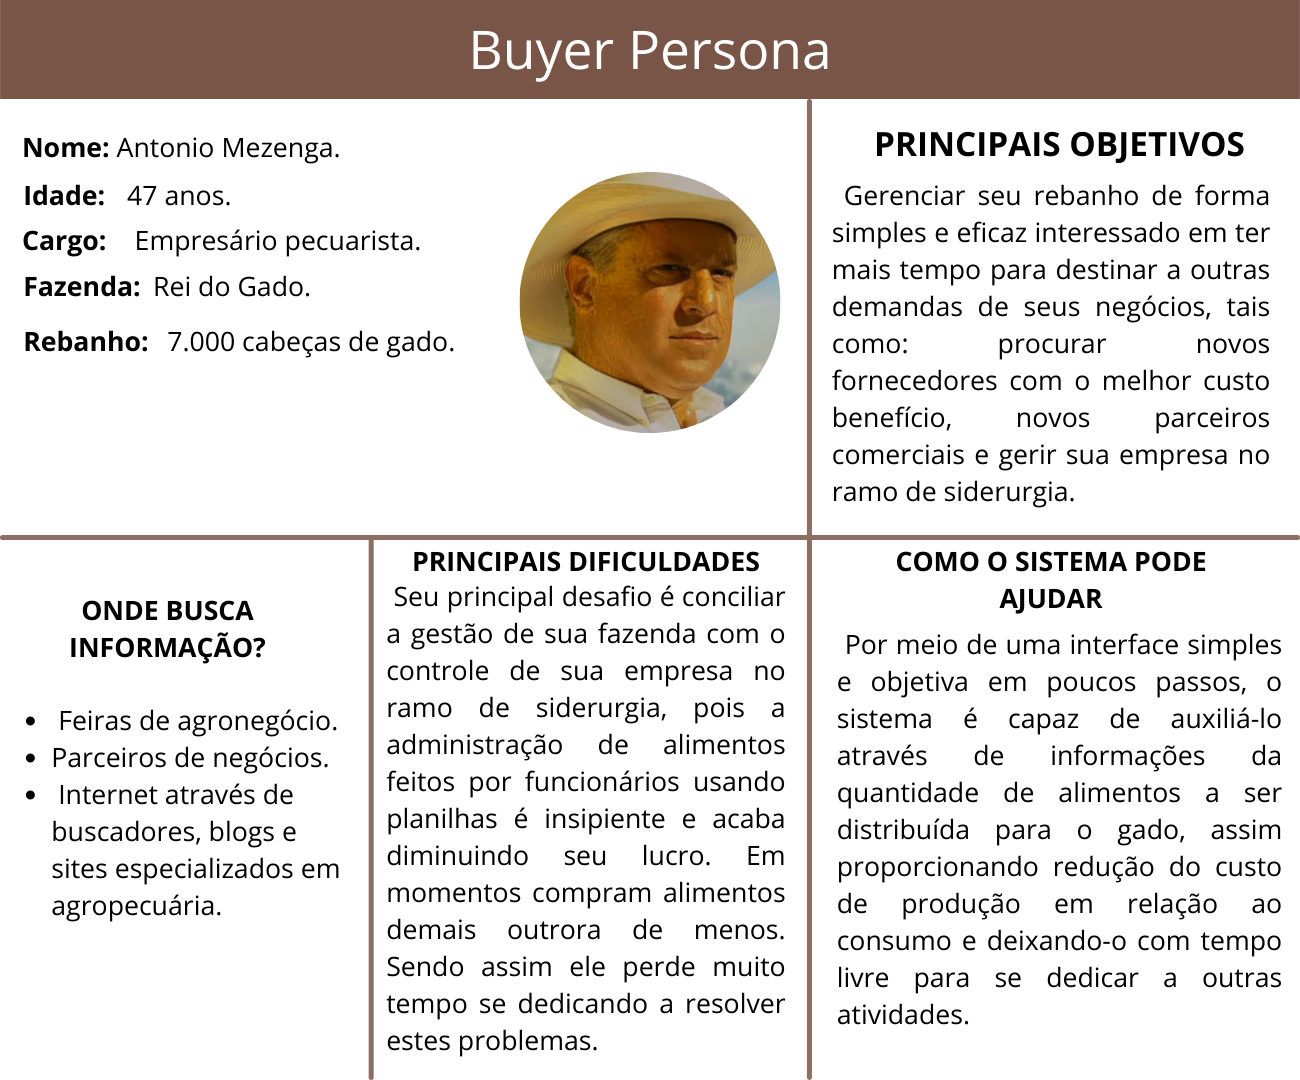 Buyer Persona
Nome: Antonio Mezenga.
Idade: 47 anos.
Cargo: Empresário pecuarista.
Fazenda: Rei do Gado.
Rebanho: 7.000 cabeças de gado.
PRINCIPAIS OBJETIVOS
Gerenciar seu rebanho de forma
simples e eficaz interessado em ter
mais tempo para destinar a outras
demandas de seus negócios, tais
como: procurar novos
fornecedores com o melhor custo
benefício, novos parceiros
comerciais e gerir sua empresa no
ramo de siderurgia.
ONDE BUSCA
INFORMAÇÃO?
• Feiras de agronegócio.
• Parceiros de negócios.
• Internet através de
buscadores, blogs e
sites especializados em
agropecuária.
PRINCIPAIS DIFICULDADES
Seu principal desafio é conciliar
a gestão de sua fazenda com o
controle de sua empresa no
ramo de siderurgia, pois a
administração de alimentos
feitos por funcionários usando
planilhas é insipiente e acaba
diminuindo seu lucro. Em
momentos compram alimentos
demais outrora de menos.
Sendo assim ele perde muito
tempo se dedicando a resolver
estes problemas.
COMO O SISTEMA PODE
AJUDAR
Por meio de uma interface simples
e objetiva em poucos passos, o
sistema é capaz de auxiliá-lo
através de informações da
quantidade de alimentos a ser
distribuída para o gado, assim
proporcionando redução do custo
de produção em relação ao
consumo e deixando-o com tempo
livre para se dedicar a outras
atividades.